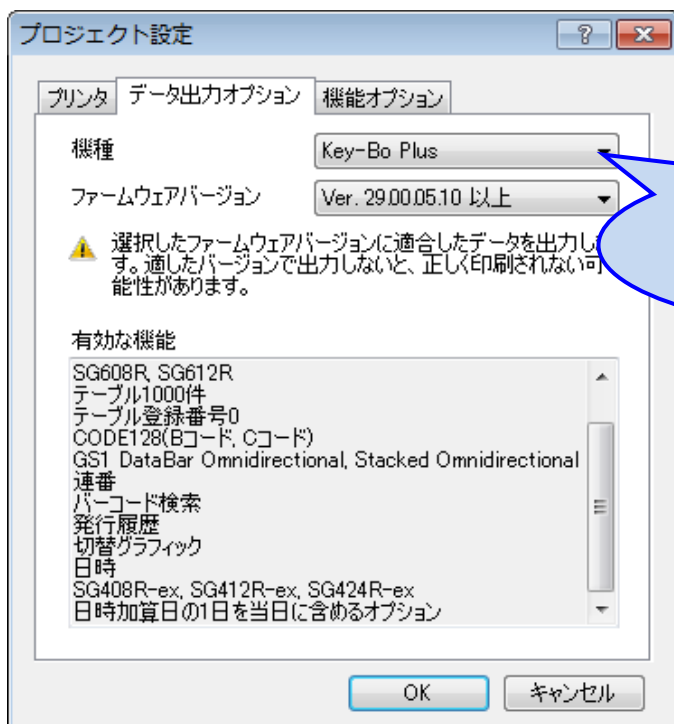 プロジェクト設定
プリンタ データ出力オプション 機能オプション
機種 Key-Bo Plus
ファームウェアバージョン Ver. 29.00.05.10 以上
選択したファームウェアバージョンに適合したデータを出力し
す。適したバージョンで出力しないと、正しく印刷されない可
能性があります。
有効な機能
SG608R, SG612R
テーブル1000件
テーブル登録番号0
CODE128(Bコード, Cコード)
GS1 DataBar Omnidirectional, Stacked Omnidirectional
連番
バーコード検索
発行履歴
切替グラフィック
日時
SG408R-ex, SG412R-ex, SG424R-ex
日時加算日の1日を当日に含めるオプション
OK キャンセル